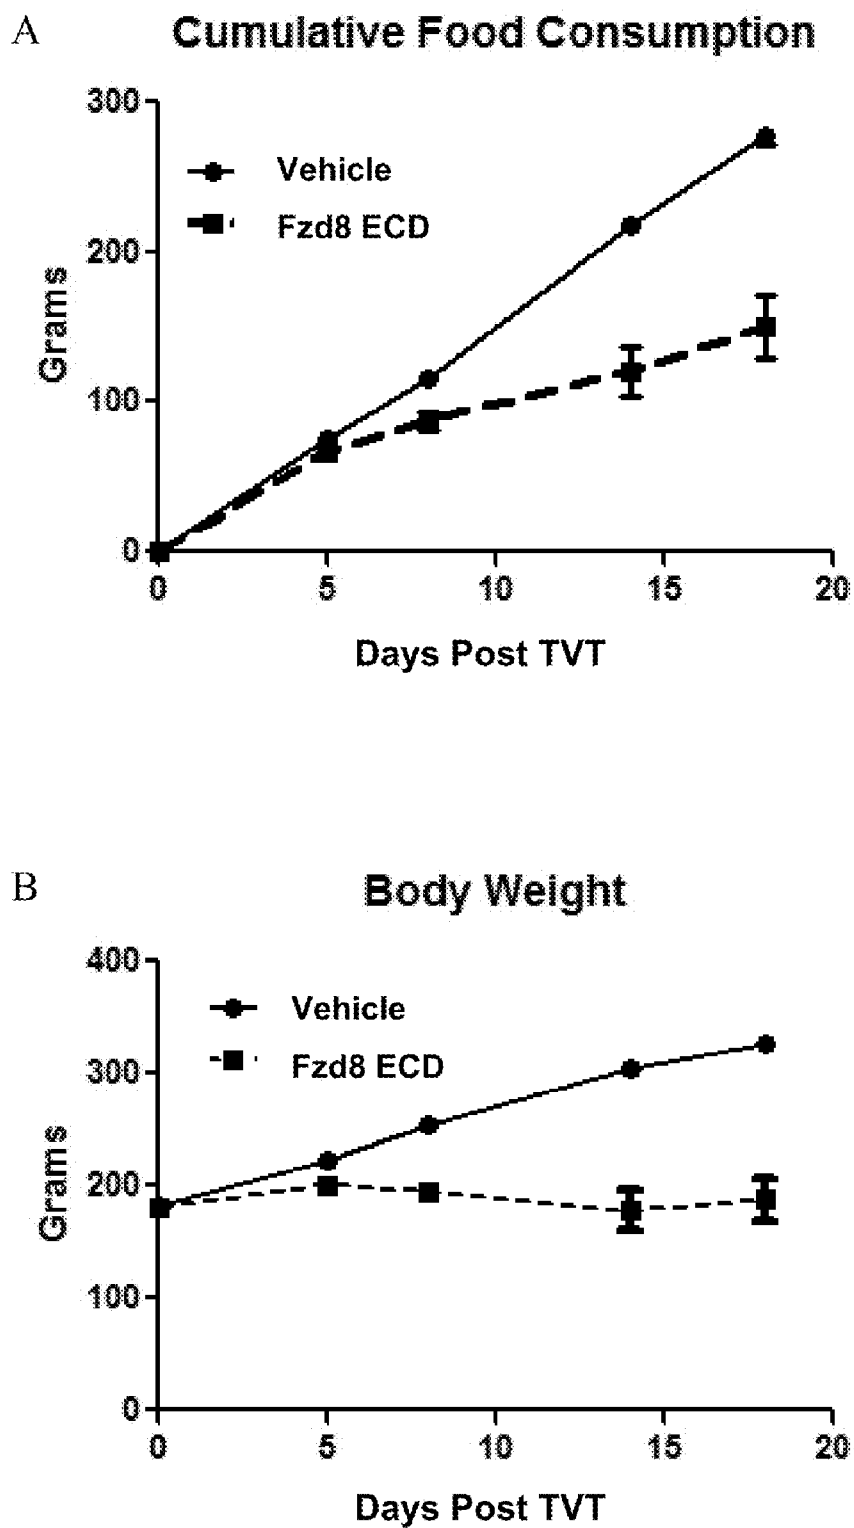 A Cumulative Food Consumption
300
Vehicle
Fzd8 ECD
200
Grams
100
0
0 5 10 15 20
Days Post TVT
B Body Weight
400
Vehicle
300
Fzd8 ECD
200
Grams
100
0
0 5 10 15 20
Days Post TVT